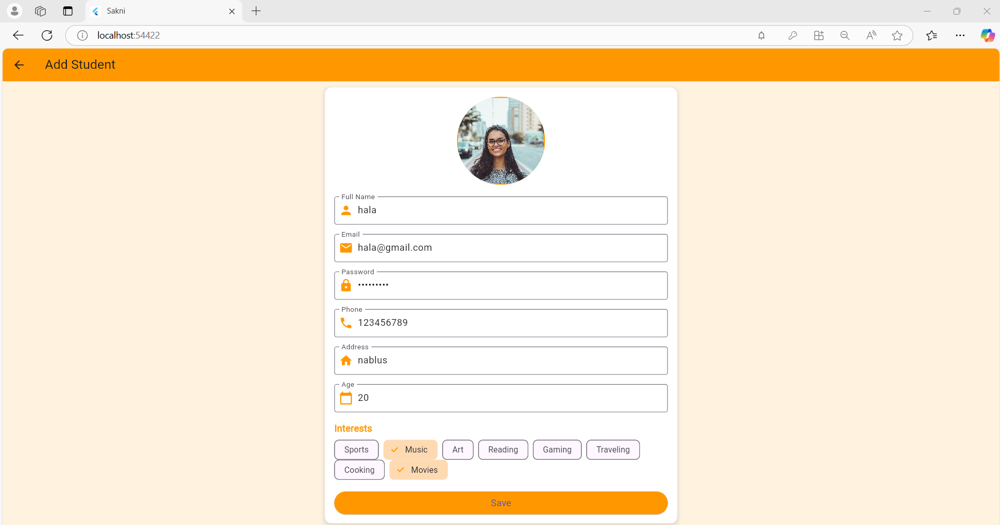 Sakni
localhost:54422
Add Student
Full Name
hala
Email
hala@gmail.com
Password
•••••••••
Phone
123456789
Address
nablus
Age
20
Interests
Sports Music Art Reading Gaming Traveling
Cooking Movies
Save